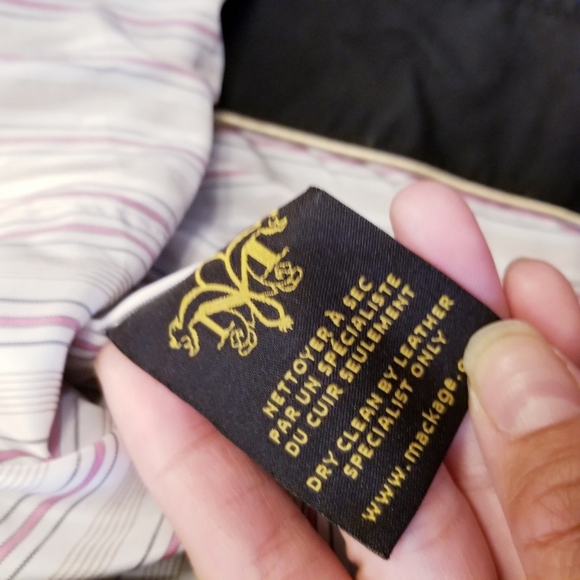 NETTOYER À SEC
PAR UN SPÉCIALISTE
DU CUIR SEULEMENT
DRY CLEAN BY LEATHER
SPECIALIST ONLY
www.mackage.